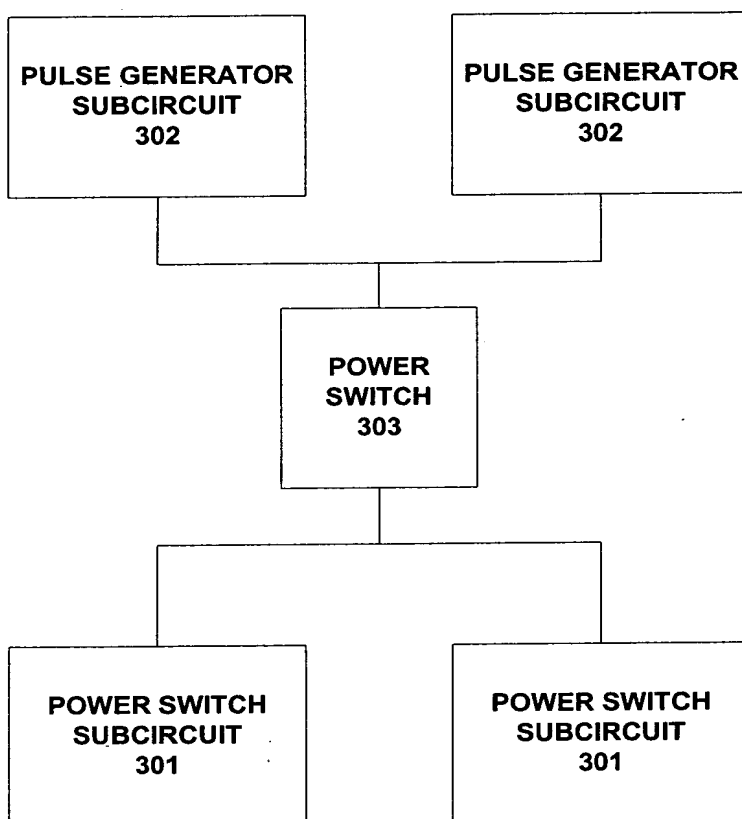 PULSE GENERATOR
SUBCIRCUIT
302
PULSE GENERATOR
SUBCIRCUIT
302
POWER
SWITCH
303
POWER SWITCH
SUBCIRCUIT
301
POWER SWITCH
SUBCIRCUIT
301